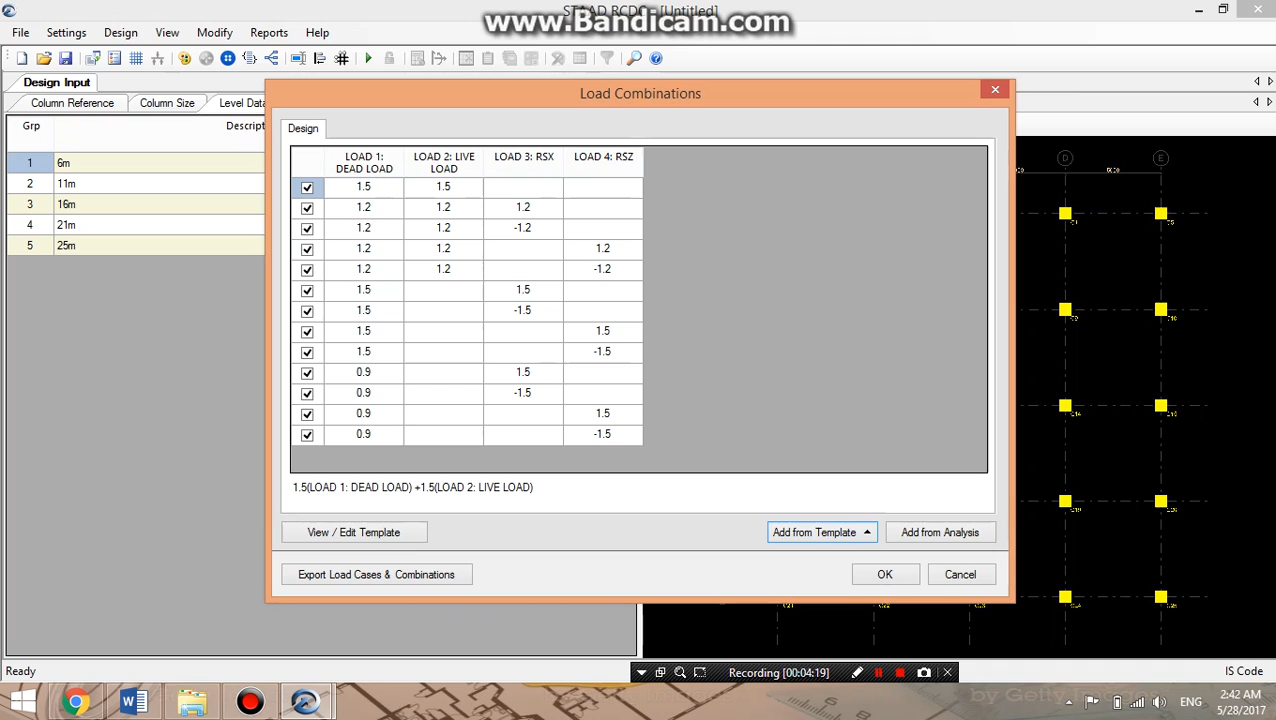 STAAD RCDC - [Untitled]
www.Bandicam.com
File Settings Design View Modify Reports Help
Design Input
Column Reference Column Size Level Data
Grp Descript
1 6m
2 11m
3 16m
4 21m
5 25m
Load Combinations
Design
LOAD 1: DEAD LOAD LOAD 2: LIVE LOAD LOAD 3: RSX LOAD 4: RSZ
1.5 1.5
1.2 1.2 1.2
1.2 1.2 -1.2
1.2 1.2 1.2
1.2 1.2 -1.2
1.5 1.5
1.5 -1.5
1.5 1.5
1.5 -1.5
0.9 1.5
0.9 -1.5
0.9 1.5
0.9 -1.5
1.5(LOAD 1: DEAD LOAD) +1.5(LOAD 2: LIVE LOAD)
View / Edit Template Add from Template Add from Analysis
Export Load Cases & Combinations OK Cancel
D E
Ready
Recording [00:04:19]
IS Code
by Getty Images
ENG
2:42 AM
5/28/2017